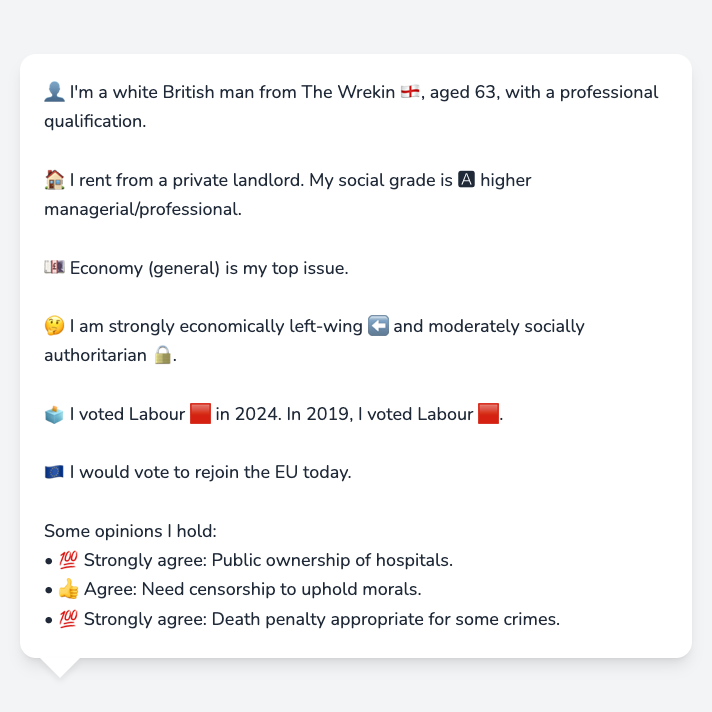 👤 I'm a white British man from The Wrekin 🏴󠁧󠁢󠁥󠁮󠁧󠁿, aged 63, with a professional
qualification.
🏠 I rent from a private landlord. My social grade is 🅰 higher
managerial/professional.
💷 Economy (general) is my top issue.
🤔 I am strongly economically left-wing ⬅️ and moderately socially
authoritarian 🔒.
🗳️ I voted Labour 🟥 in 2024. In 2019, I voted Labour 🟥.
🇪🇺 I would vote to rejoin the EU today.
Some opinions I hold:
• 💯 Strongly agree: Public ownership of hospitals.
• 👍 Agree: Need censorship to uphold morals.
• 💯 Strongly agree: Death penalty appropriate for some crimes.